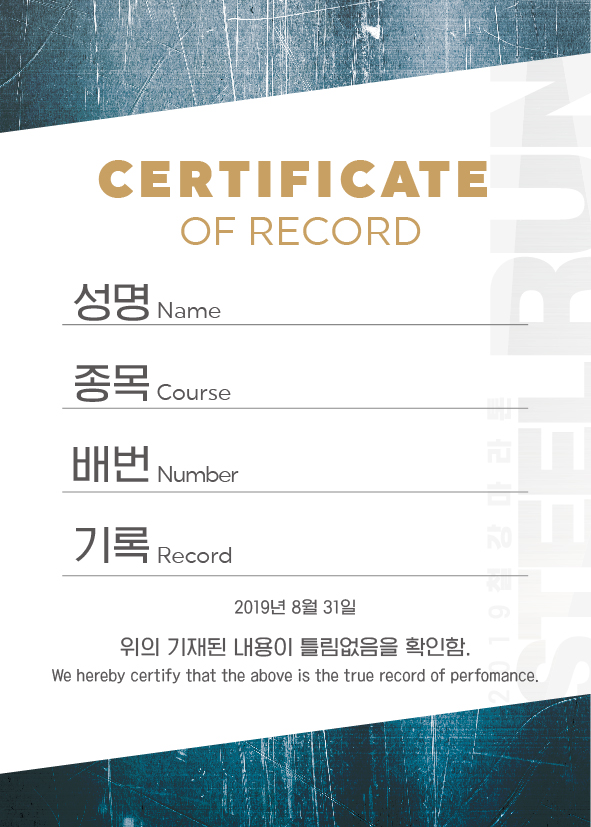 CERTIFICATE
OF RECORD
성명 Name
종목 Course
배번 Number
기록 Record
2019년 8월 31일
위의 기재된 내용이 틀림없음을 확인함.
We hereby certify that the above is the true record of perfomance.
2019 철강마라톤
STEEL RUN